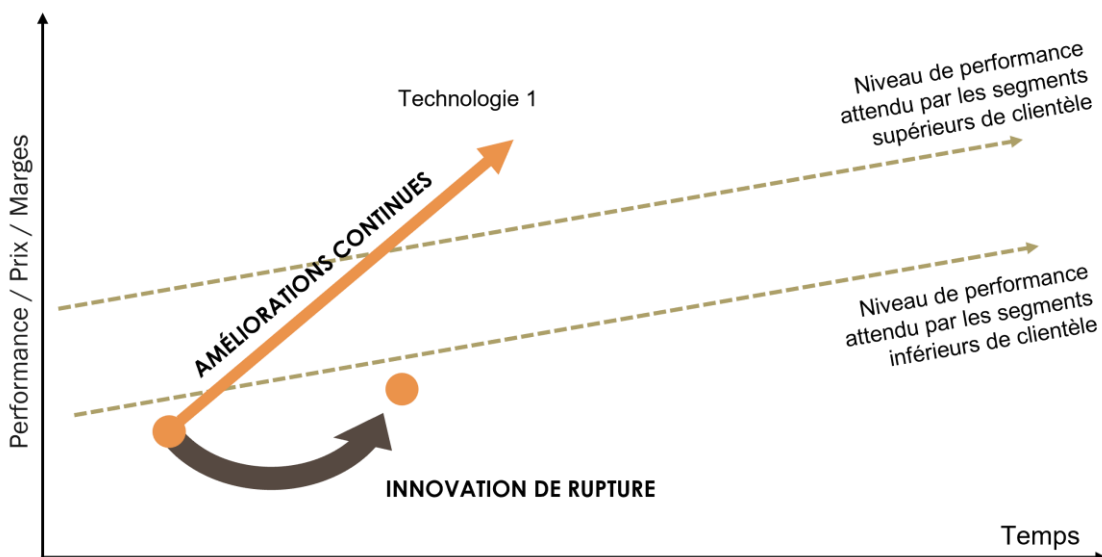 Performance / Prix / Marges
Technologie 1
AMÉLIORATIONS CONTINUES
Niveau de performance
attendu par les segments
supérieurs de clientèle
Niveau de performance
attendu par les segments
inférieurs de clientèle
INNOVATION DE RUPTURE
Temps